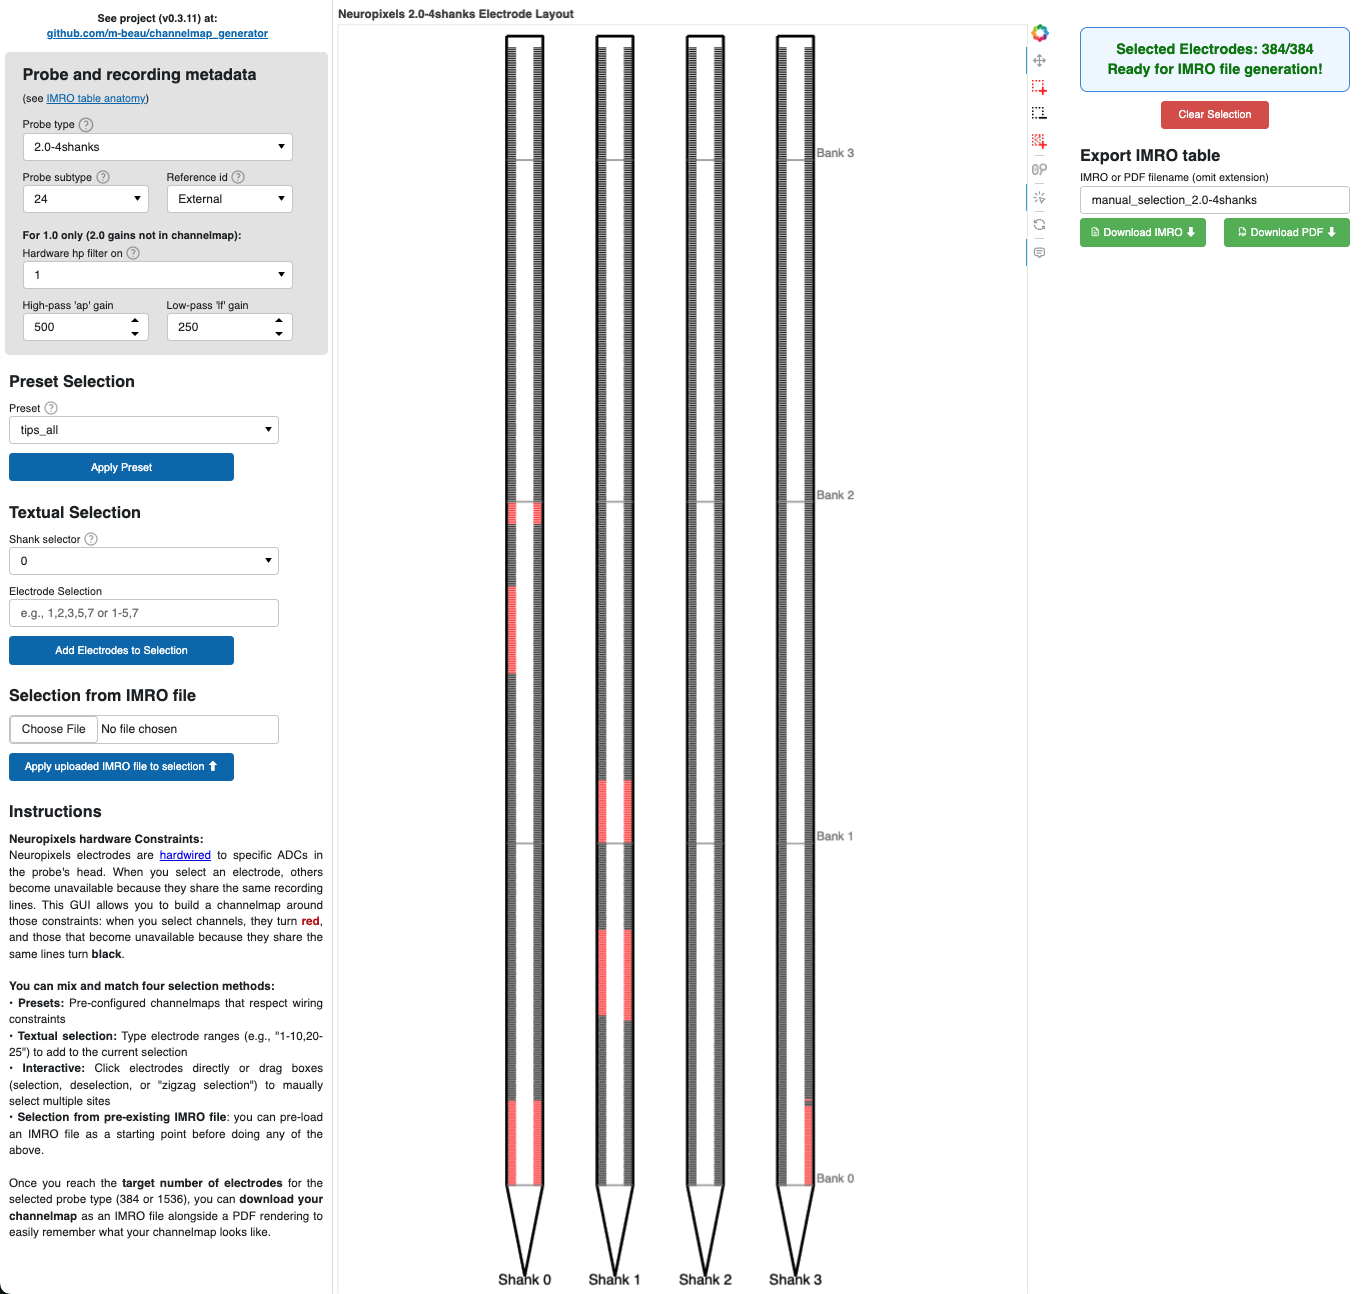 See project (v0.3.11) at:
github.com/m-beau/channelmap_generator
Probe and recording metadata
(see IMRO table anatomy)
Probe type ?
2.0-4shanks
Probe subtype ? Reference id ?
24 External
For 1.0 only (2.0 gains not in channelmap):
Hardware hp filter on ?
1
High-pass 'ap' gain Low-pass 'lf' gain
500 250
Preset Selection
Preset ?
tips_all
Apply Preset
Textual Selection
Shank selector ?
0
Electrode Selection
e.g., 1,2,3,5,7 or 1-5,7
Add Electrodes to Selection
Selection from IMRO file
Choose File No file chosen
Apply uploaded IMRO file to selection
Instructions
Neuropixels hardware Constraints:
Neuropixels electrodes are hardwired to specific ADCs in
the probe's head. When you select an electrode, others
become unavailable because they share the same recording
lines. This GUI allows you to build a channelmap around
those constraints: when you select channels, they turn red,
and those that become unavailable because they share the
same lines turn black.
You can mix and match four selection methods:
• Presets: Pre-configured channelmaps that respect wiring
constraints
• Textual selection: Type electrode ranges (e.g., "1-10,20-
25") to add to the current selection
• Interactive: Click electrodes directly or drag boxes
(selection, deselection, or "zigzag selection") to maually
select multiple sites
• Selection from pre-existing IMRO file: you can pre-load
an IMRO file as a starting point before doing any of the
above.
Once you reach the target number of electrodes for the
selected probe type (384 or 1536), you can download your
channelmap as an IMRO file alongside a PDF rendering to
easily remember what your channelmap looks like.
Neuropixels 2.0-4shanks Electrode Layout
Bank 3
Bank 2
Bank 1
Bank 0
Shank 0 Shank 1 Shank 2 Shank 3
Selected Electrodes: 384/384
Ready for IMRO file generation!
Clear Selection
Export IMRO table
IMRO or PDF filename (omit extension)
manual_selection_2.0-4shanks
Download IMRO Download PDF